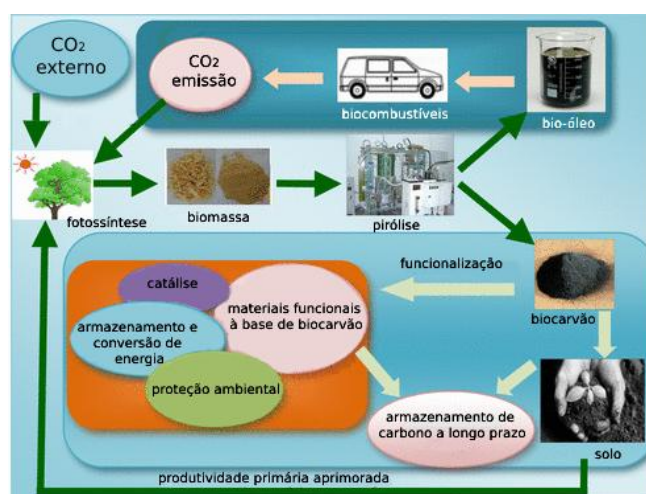 CO₂
externo
CO₂
emissão
biocombustíveis
bio-óleo
fotossíntese
biomassa
pirólise
funcionalização
biocarvão
catálise
materiais funcionais
à base de biocarvão
armazenamento e
conversão de
energia
proteção ambiental
armazenamento de
carbono a longo prazo
solo
produtividade primária aprimorada